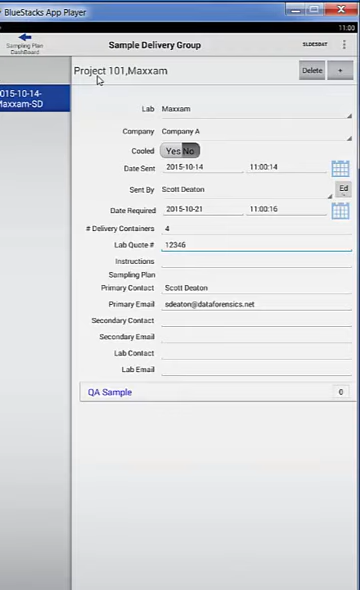 BlueStacks App Player
11:00
Sampling Plan
DashBoard
Sample Delivery Group
SLDESDAT
Project 101,Maxxam
Delete
+
015-10-14-
Maxxam-SD
Lab Maxxam
Company Company A
Cooled Yes No
Date Sent 2015-10-14 11:00:14
Sent By Scott Deaton Ed
Date Required 2015-10-21 11:00:16
# Delivery Containers 4
Lab Quote # 12346
Instructions
Sampling Plan
Primary Contact Scott Deaton
Primary Email sdeaton@dataforensics.net
Secondary Contact
Secondary Email
Lab Contact
Lab Email
QA Sample 0